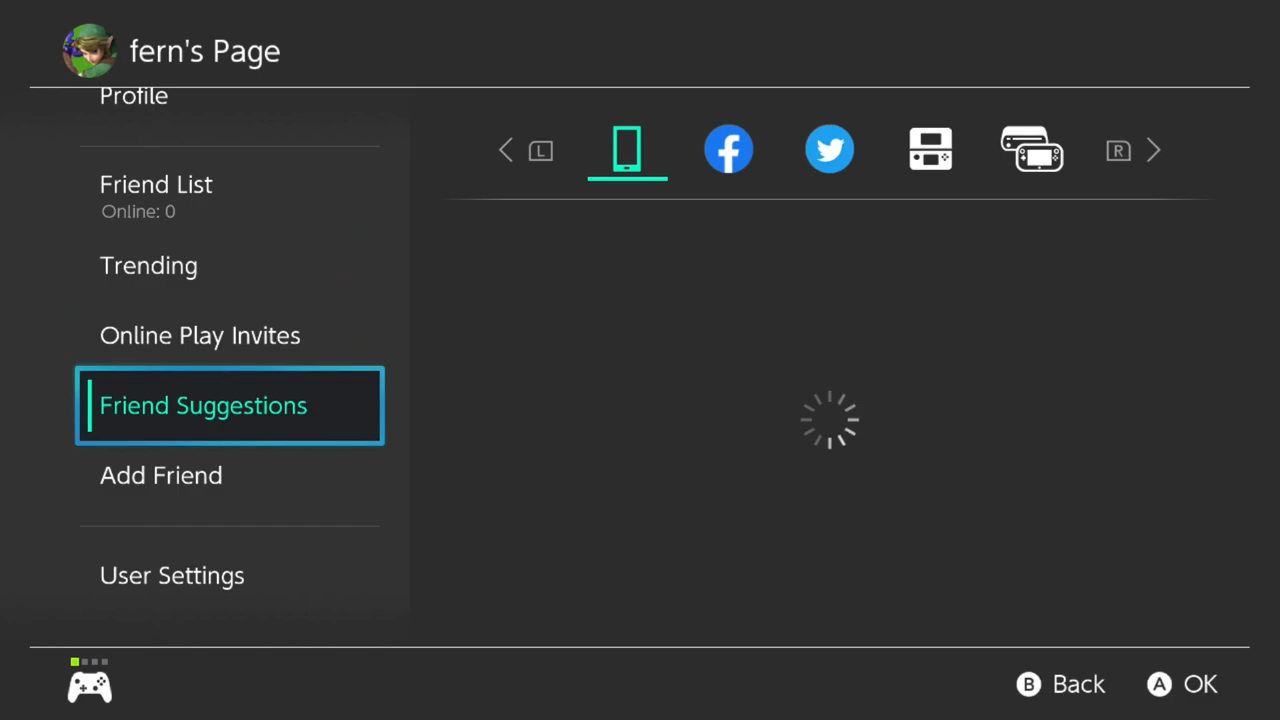 fern's Page
Profile
Friend List
Online: 0
Trending
Online Play Invites
Friend Suggestions
Add Friend
User Settings
L
R
B Back
A OK